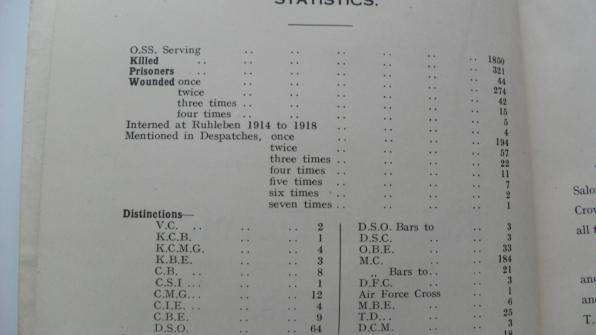 STATISTICS.
O.SS. Serving .. .. .. .. .. .. 1850
Killed .. .. .. .. .. .. 321
Prisoners .. .. .. .. .. .. 44
Wounded once .. .. .. .. .. .. 274
twice .. .. .. .. .. 42
three times .. .. .. .. .. 15
four times .. .. .. .. .. 5
Interned at Ruhleben 1914 to 1918 .. .. .. 4
Mentioned in Despatches, once .. .. .. 194
twice .. .. .. 57
three times .. .. .. 22
four times .. .. .. 11
five times .. .. .. 7
six times .. .. .. 2
seven times .. .. .. 1
Distinctions—
V.C. .. .. .. 2
K.C.B. .. .. 1
K.C.M.G. .. .. 4
K.B.E. .. .. 3
C.B. .. .. .. 8
C.S.I ... .. .. 1
C.M.G... .. .. 12
C.I.E. .. .. .. 4
C.B.E. .. .. 9
D.S.O. .. .. 64
D.S.O. Bars to .. 3
D.S.C. .. .. 3
O.B.E. .. .. 33
M.C. .. .. 184
,, Bars to.. .. 21
D.F.C. .. .. 3
Air Force Cross .. 1
M.B.E. .. .. 6
T.D... .. .. 25
D.C.M. .. .. 3
all
T.